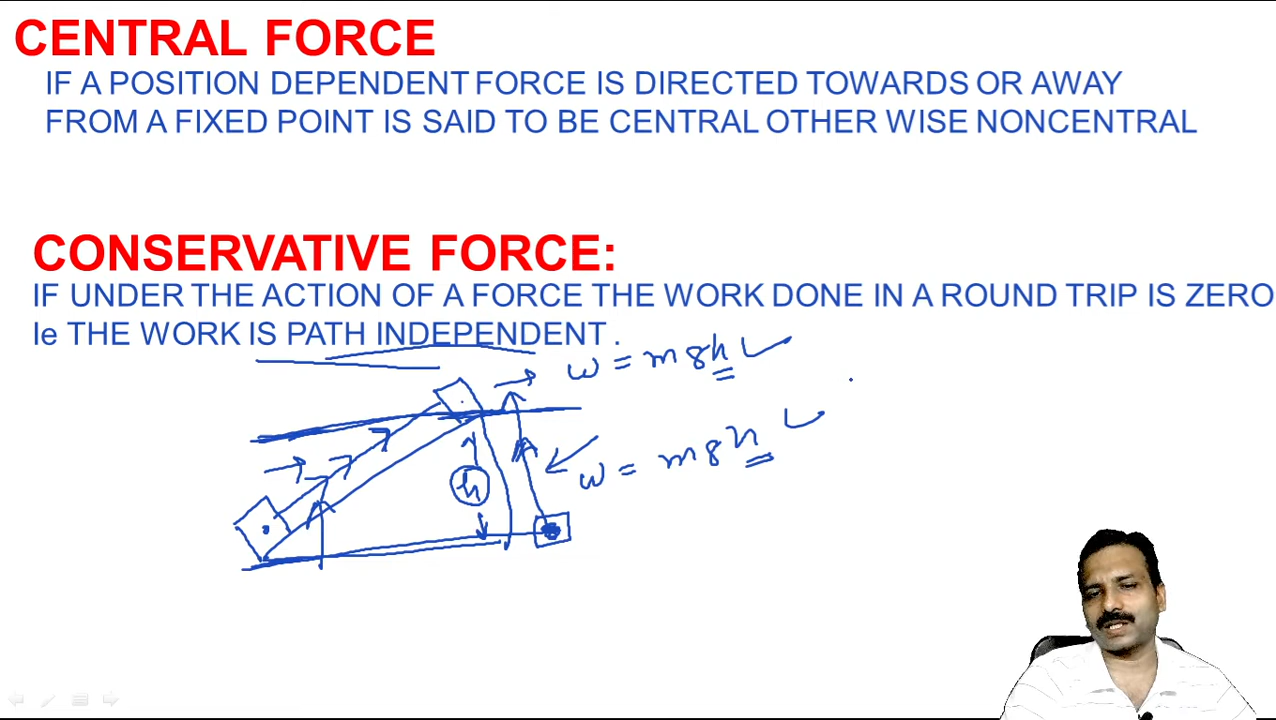 CENTRAL FORCE
IF A POSITION DEPENDENT FORCE IS DIRECTED TOWARDS OR AWAY
FROM A FIXED POINT IS SAID TO BE CENTRAL OTHER WISE NONCENTRAL
CONSERVATIVE FORCE:
IF UNDER THE ACTION OF A FORCE THE WORK DONE IN A ROUND TRIP IS ZERO
Ie THE WORK IS PATH INDEPENDENT .
w = mgh
h
w = mgh